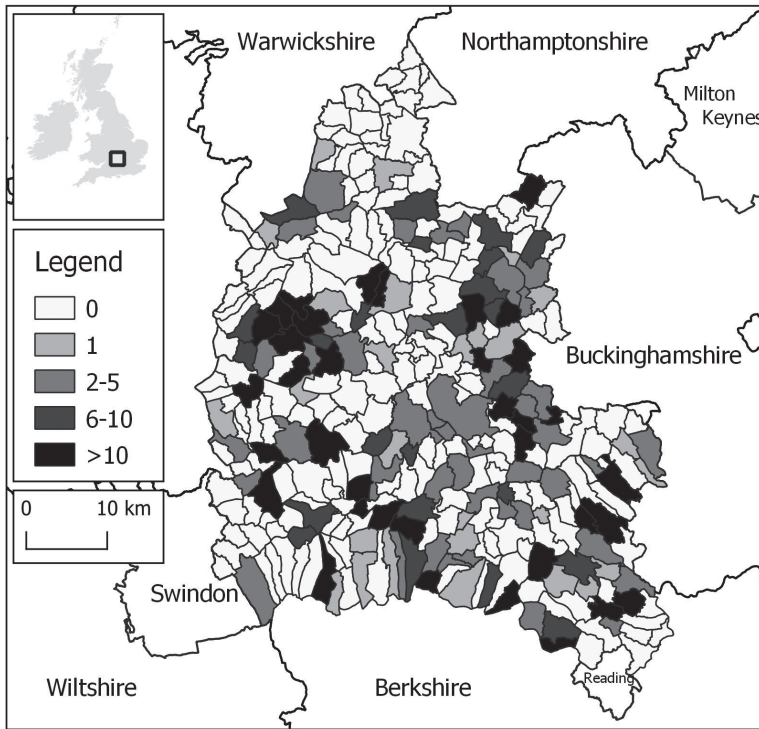 Warwickshire
Northamptonshire
Milton
Keynes
Legend
0
1
2-5
6-10
>10
Buckinghamshire
0 10 km
Swindon
Wiltshire
Berkshire
Reading